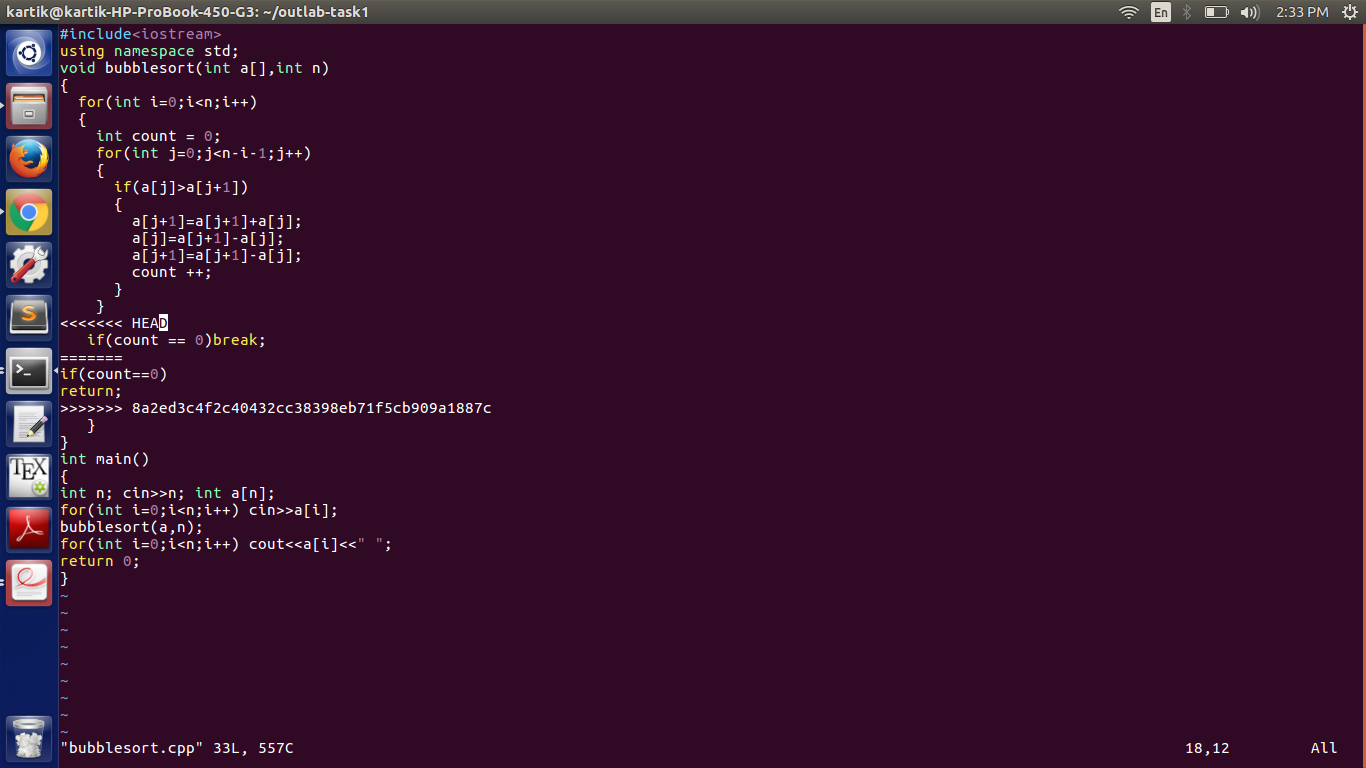 kartik@kartik-HP-ProBook-450-G3: ~/outlab-task1
En
2:33 PM
#include<iostream>
using namespace std;
void bubblesort(int a[],int n)
{
  for(int i=0;i<n;i++)
  {
    int count = 0;
    for(int j=0;j<n-i-1;j++)
    {
      if(a[j]>a[j+1])
      {
        a[j+1]=a[j+1]+a[j];
        a[j]=a[j+1]-a[j];
        a[j+1]=a[j+1]-a[j];
        count ++;
      }
    }
<<<<<<< HEAD
   if(count == 0)break;
=======
if(count==0)
return;
>>>>>>> 8a2ed3c4f2c40432cc38398eb71f5cb909a1887c
   }
}
int main()
{
int n; cin>>n; int a[n];
for(int i=0;i<n;i++) cin>>a[i];
bubblesort(a,n);
for(int i=0;i<n;i++) cout<<a[i]<<" ";
return 0;
}
~
~
~
~
~
~
~
~
~
"bubblesort.cpp" 33L, 557C
18,12
All
S
>_
TEX